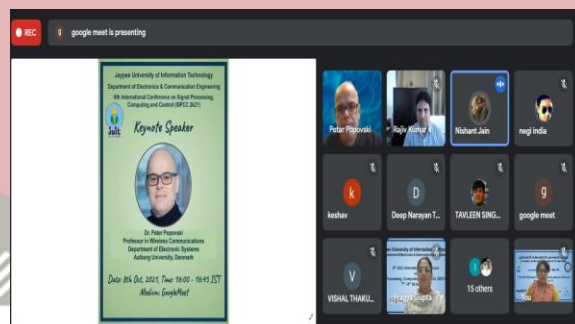 REC
g google meet is presenting
Jaypee University of Information Technology
Department of Electronics & Communication Engineering
6th International Conference on Signal Processing,
Computing and Control (ISPCC 2k21)
Keynote Speaker
Dr. Petar Popovski
Professor in Wireless Communications
Department of Electronic Systems
Aalborg University, Denmark
Date: 8th Oct, 2021, Time: 16:00 - 16:45 IST
Medium: GoogleMeet
Petar Popovski
Rajiv Kumar
Nishant Jain
negi india
k
keshav
D
Deep Narayan T...
TAVLEEN SING...
g
google meet
V
VISHAL THAKU...
Gupta
15 others
You